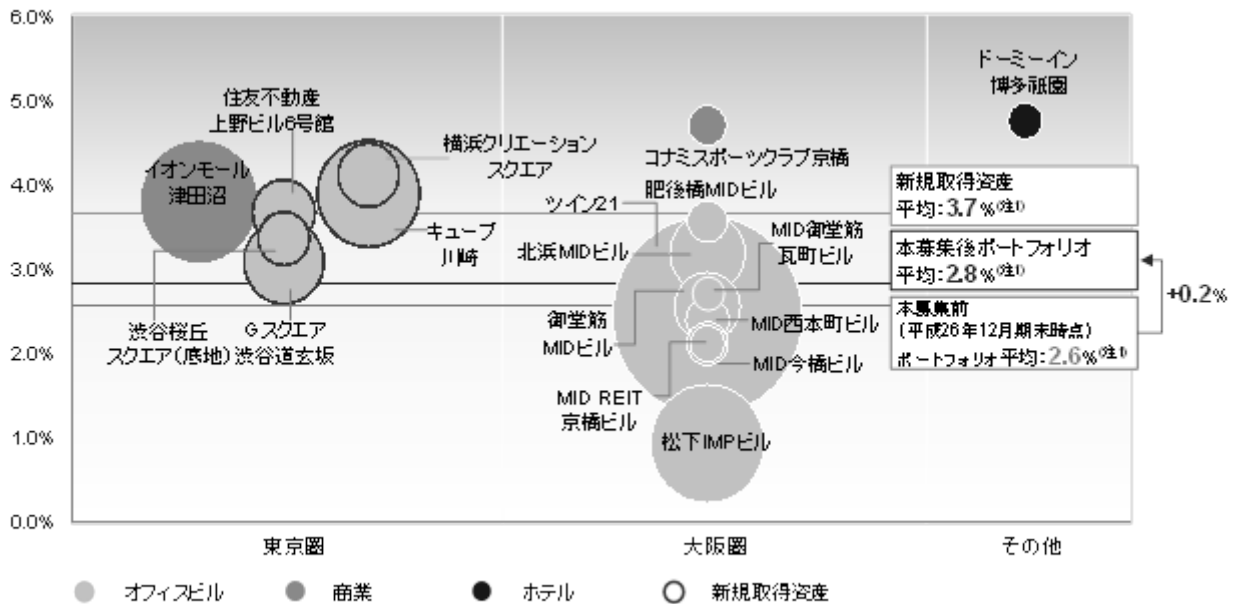 6.0%
5.0%
4.0%
3.0%
2.0%
1.0%
0.0%
住友不動産
上野ビル6号館
イオンモール
津田沼
横浜クリエーション
スクエア
キューブ
川崎
渋谷桜丘
スクエア(底地)
Gスクエア
渋谷道玄坂
コナミスポーツクラブ京橋
肥後橋MIDビル
ツイン21
北浜MIDビル
MID御堂筋
瓦町ビル
御堂筋
MIDビル
MID西本町ビル
MID今橋ビル
MID REIT
京橋ビル
松下IMPビル
ドーミーイン
博多祇園
新規取得資産
平均:3.7%(注1)
本募集後ポートフォリオ
平均:2.8%(注1)
+0.2%
本募集前
(平成26年12月期末時点)
ポートフォリオ平均:2.6%(注1)
東京圏
大阪圏
その他
オフィスビル
商業
ホテル
新規取得資産